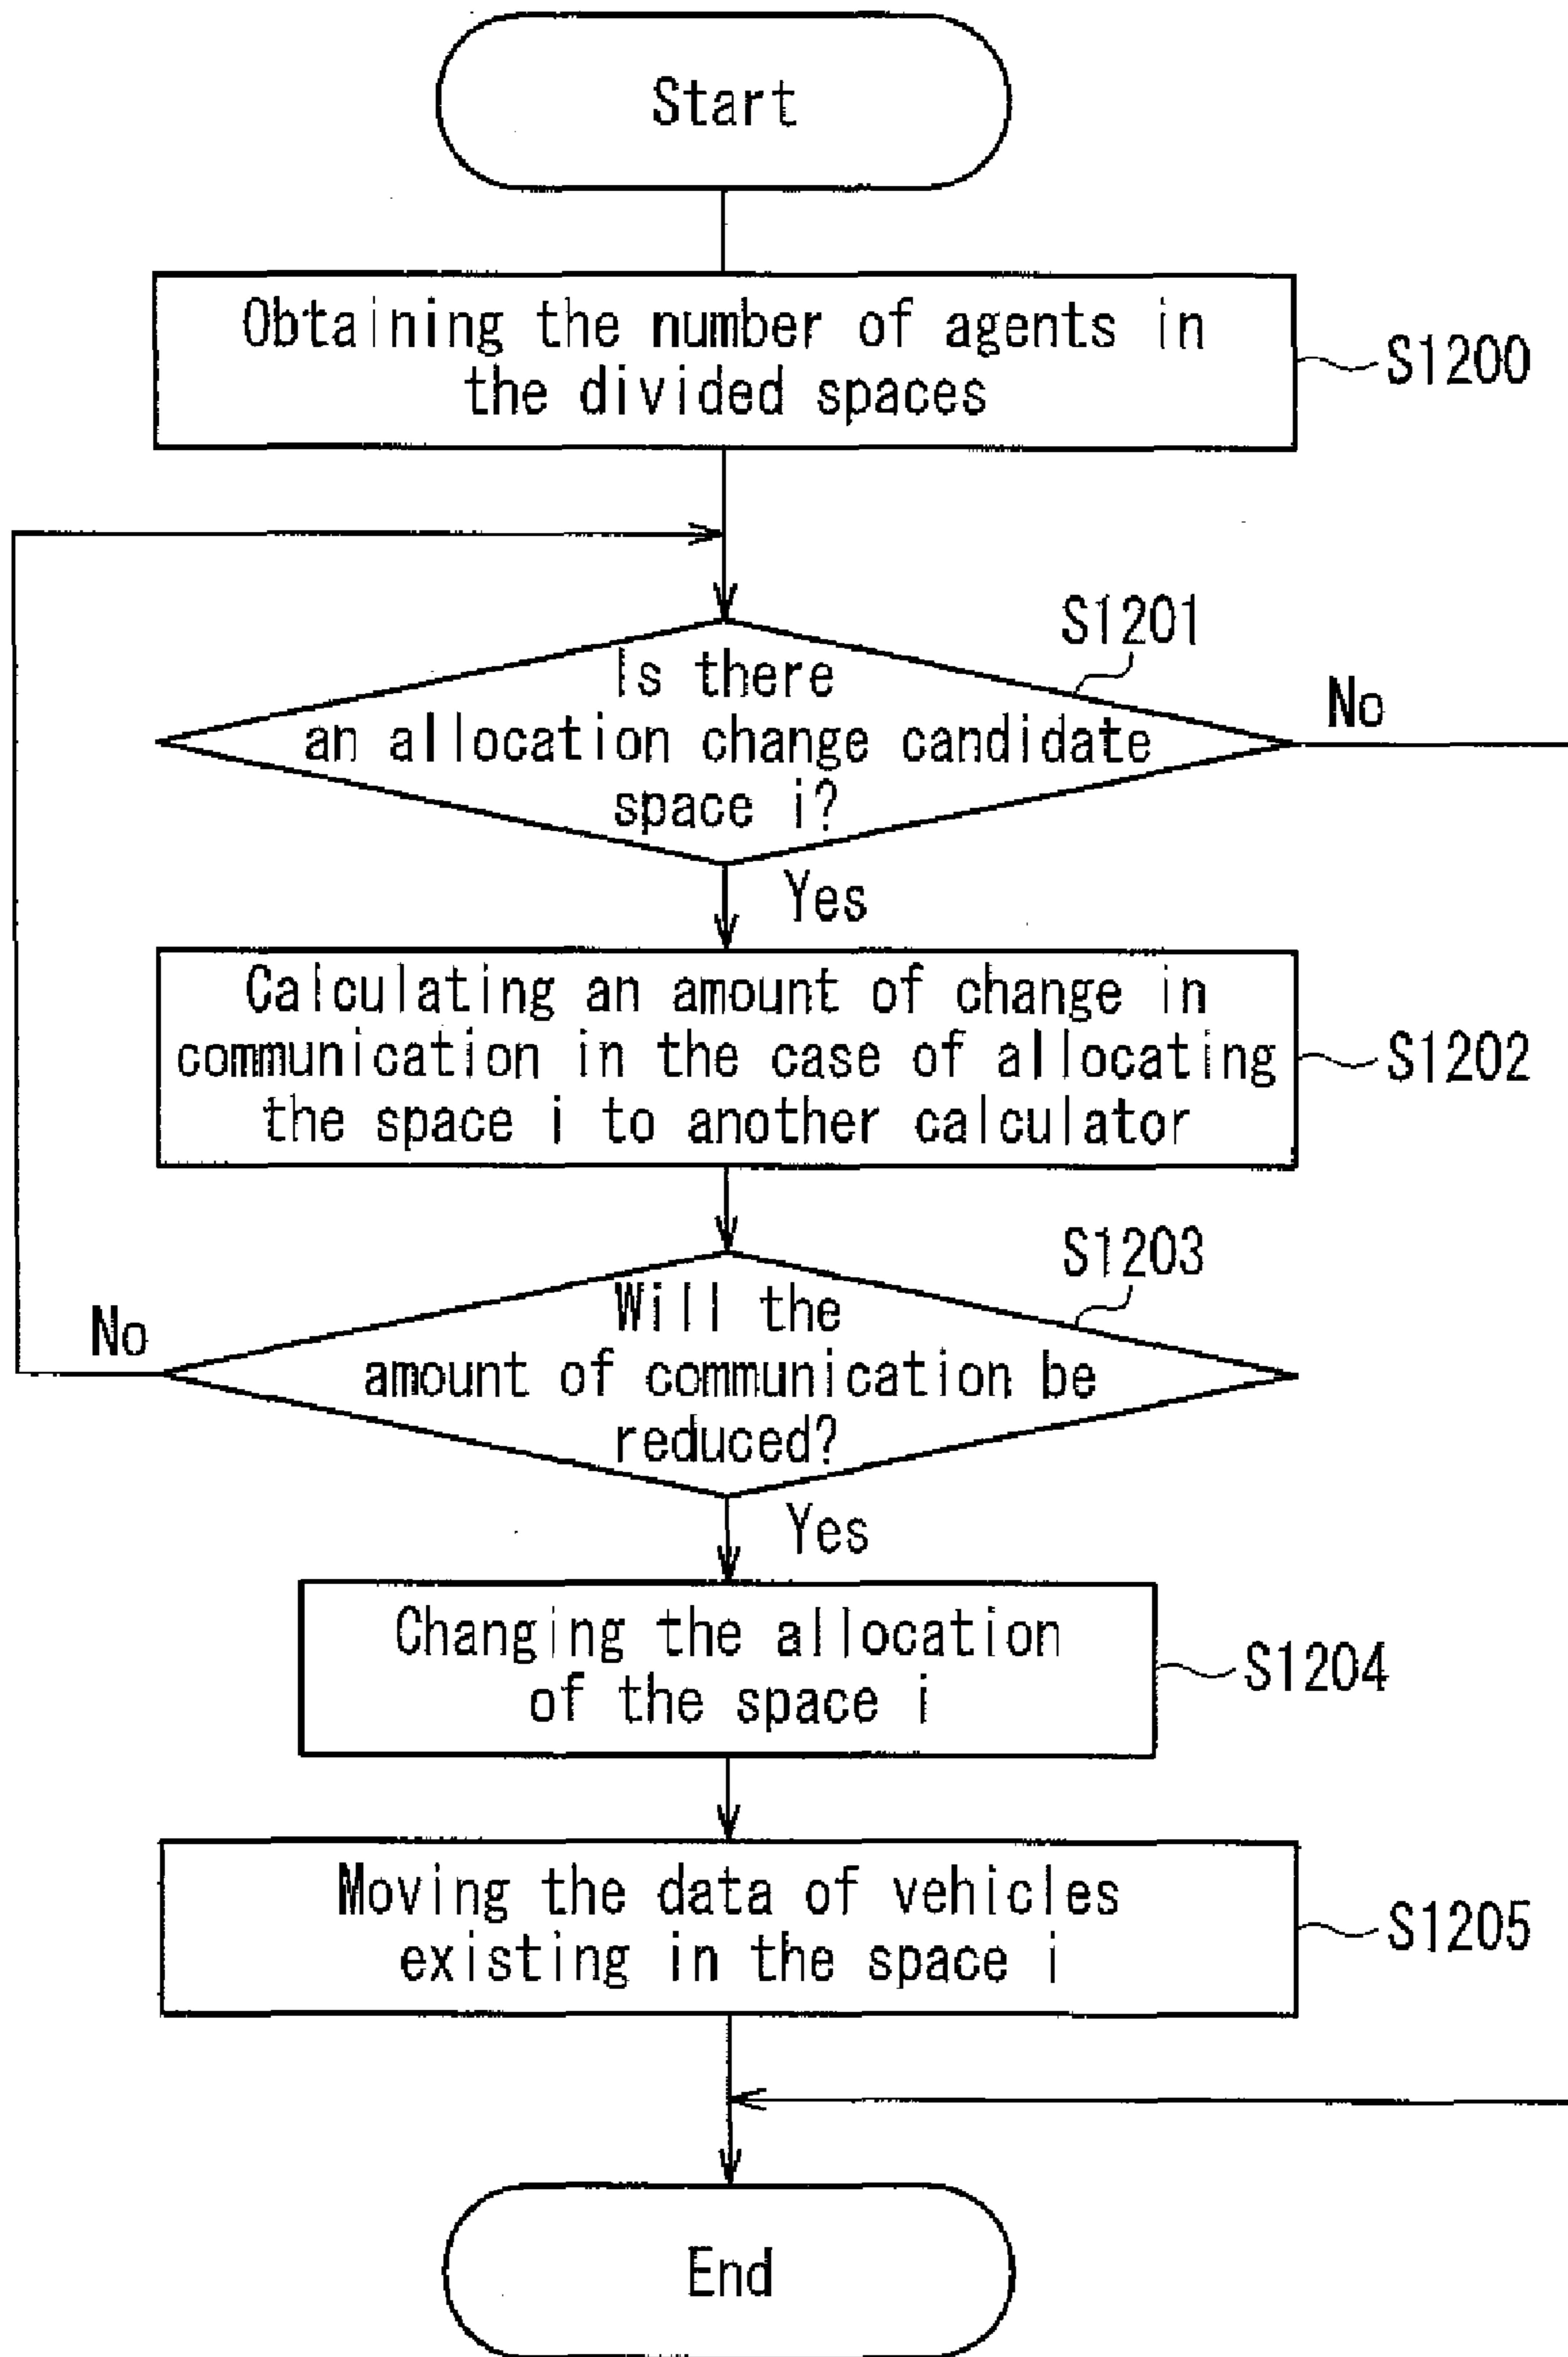 Start
Obtaining the number of agents in
the divided spaces
S1200
S1201
Is there
an allocation change candidate
space i?
No
Yes
Calculating an amount of change in
communication in the case of allocating
the space i to another calculator
S1202
S1203
Will the
amount of communication be
reduced?
No
Yes
Changing the allocation
of the space i
S1204
Moving the data of vehicles
existing in the space i
S1205
End